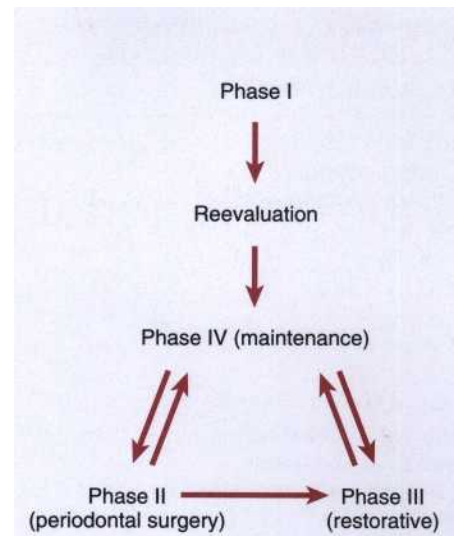 Phase I
Reevaluation
Phase IV (maintenance)
Phase II
(periodontal surgery)
Phase III
(restorative)